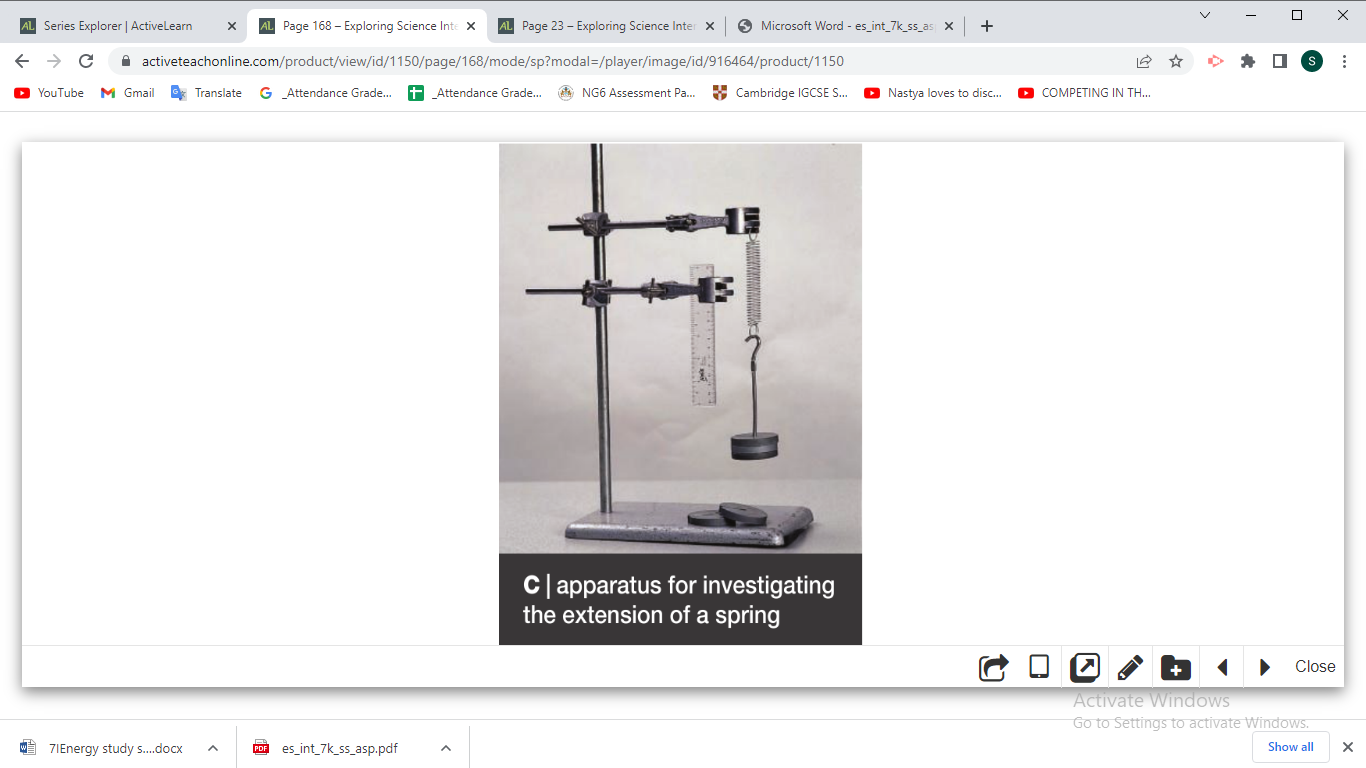 Series Explorer | ActiveLearn
Page 168 – Exploring Science Inte
Page 23 – Exploring Science Inter
Microsoft Word - es_int_7k_ss_as
activeteachonline.com/product/view/id/1150/page/168/mode/sp?modal=/player/image/id/916464/product/1150
S
YouTube
Gmail
Translate
_Attendance Grade...
_Attendance Grade...
NG6 Assessment Pa...
Cambridge IGCSE S...
Nastya loves to disc...
COMPETING IN TH...
C | apparatus for investigating
the extension of a spring
Close
Activate Windows
Go to Settings to activate Windows.
7IEnergy study s....docx
es_int_7k_ss_asp.pdf
Show all